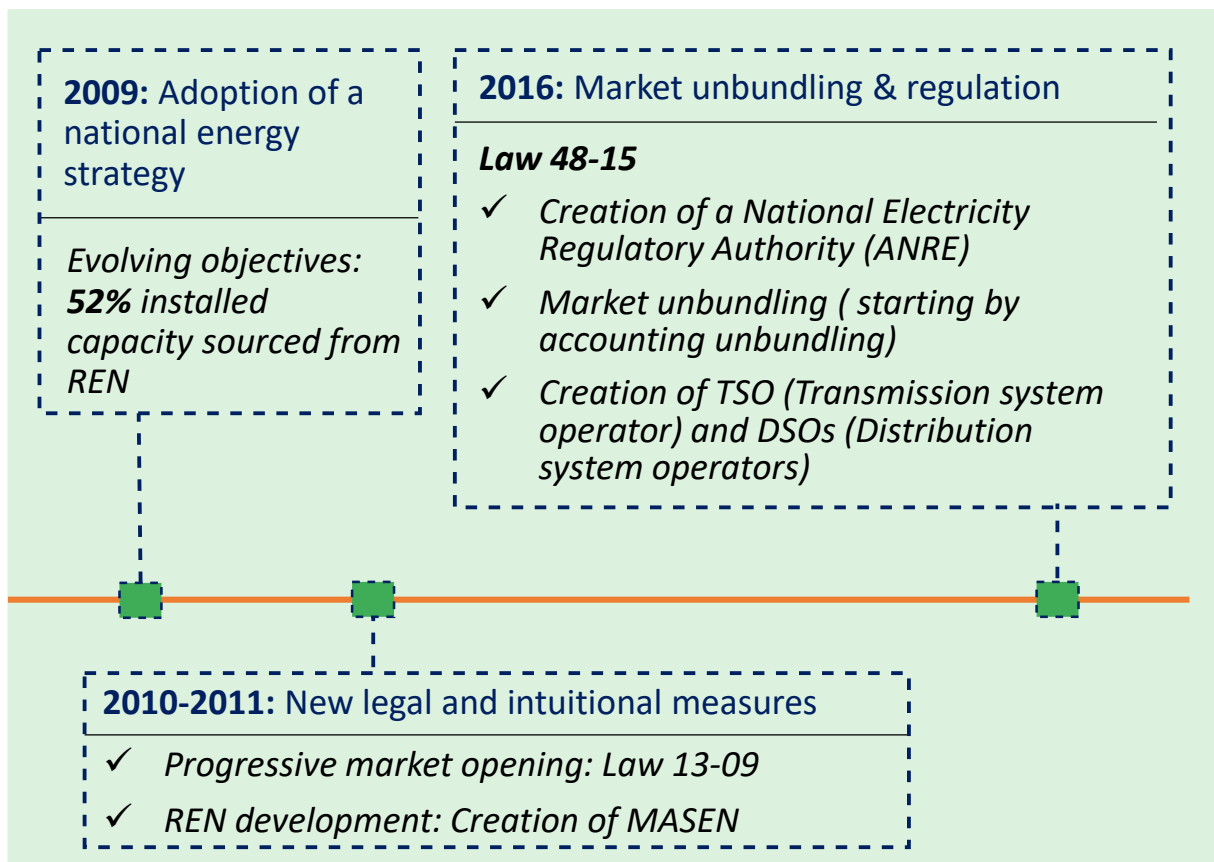 2009: Adoption of a
national energy
strategy
Evolving objectives:
52% installed
capacity sourced from
REN
2016: Market unbundling & regulation
Law 48-15
✓ Creation of a National Electricity
Regulatory Authority (ANRE)
✓ Market unbundling ( starting by
accounting unbundling)
✓ Creation of TSO (Transmission system
operator) and DSOs (Distribution
system operators)
2010-2011: New legal and intuitional measures
✓ Progressive market opening: Law 13-09
✓ REN development: Creation of MASEN